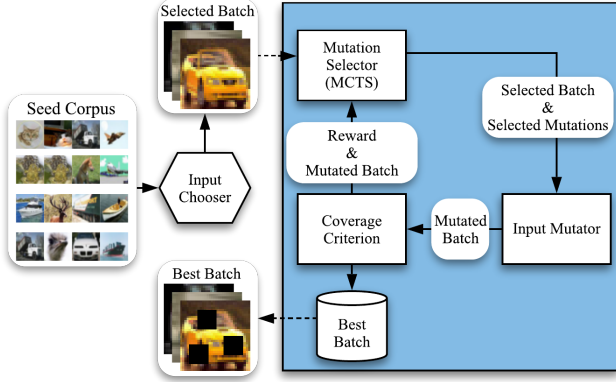 Selected Batch
Seed Corpus
Input
Chooser
Best Batch
Mutation
Selector
(MCTS)
Selected Batch
&
Selected Mutations
Reward
&
Mutated Batch
Coverage
Criterion
Mutated
Batch
Input Mutator
Best
Batch